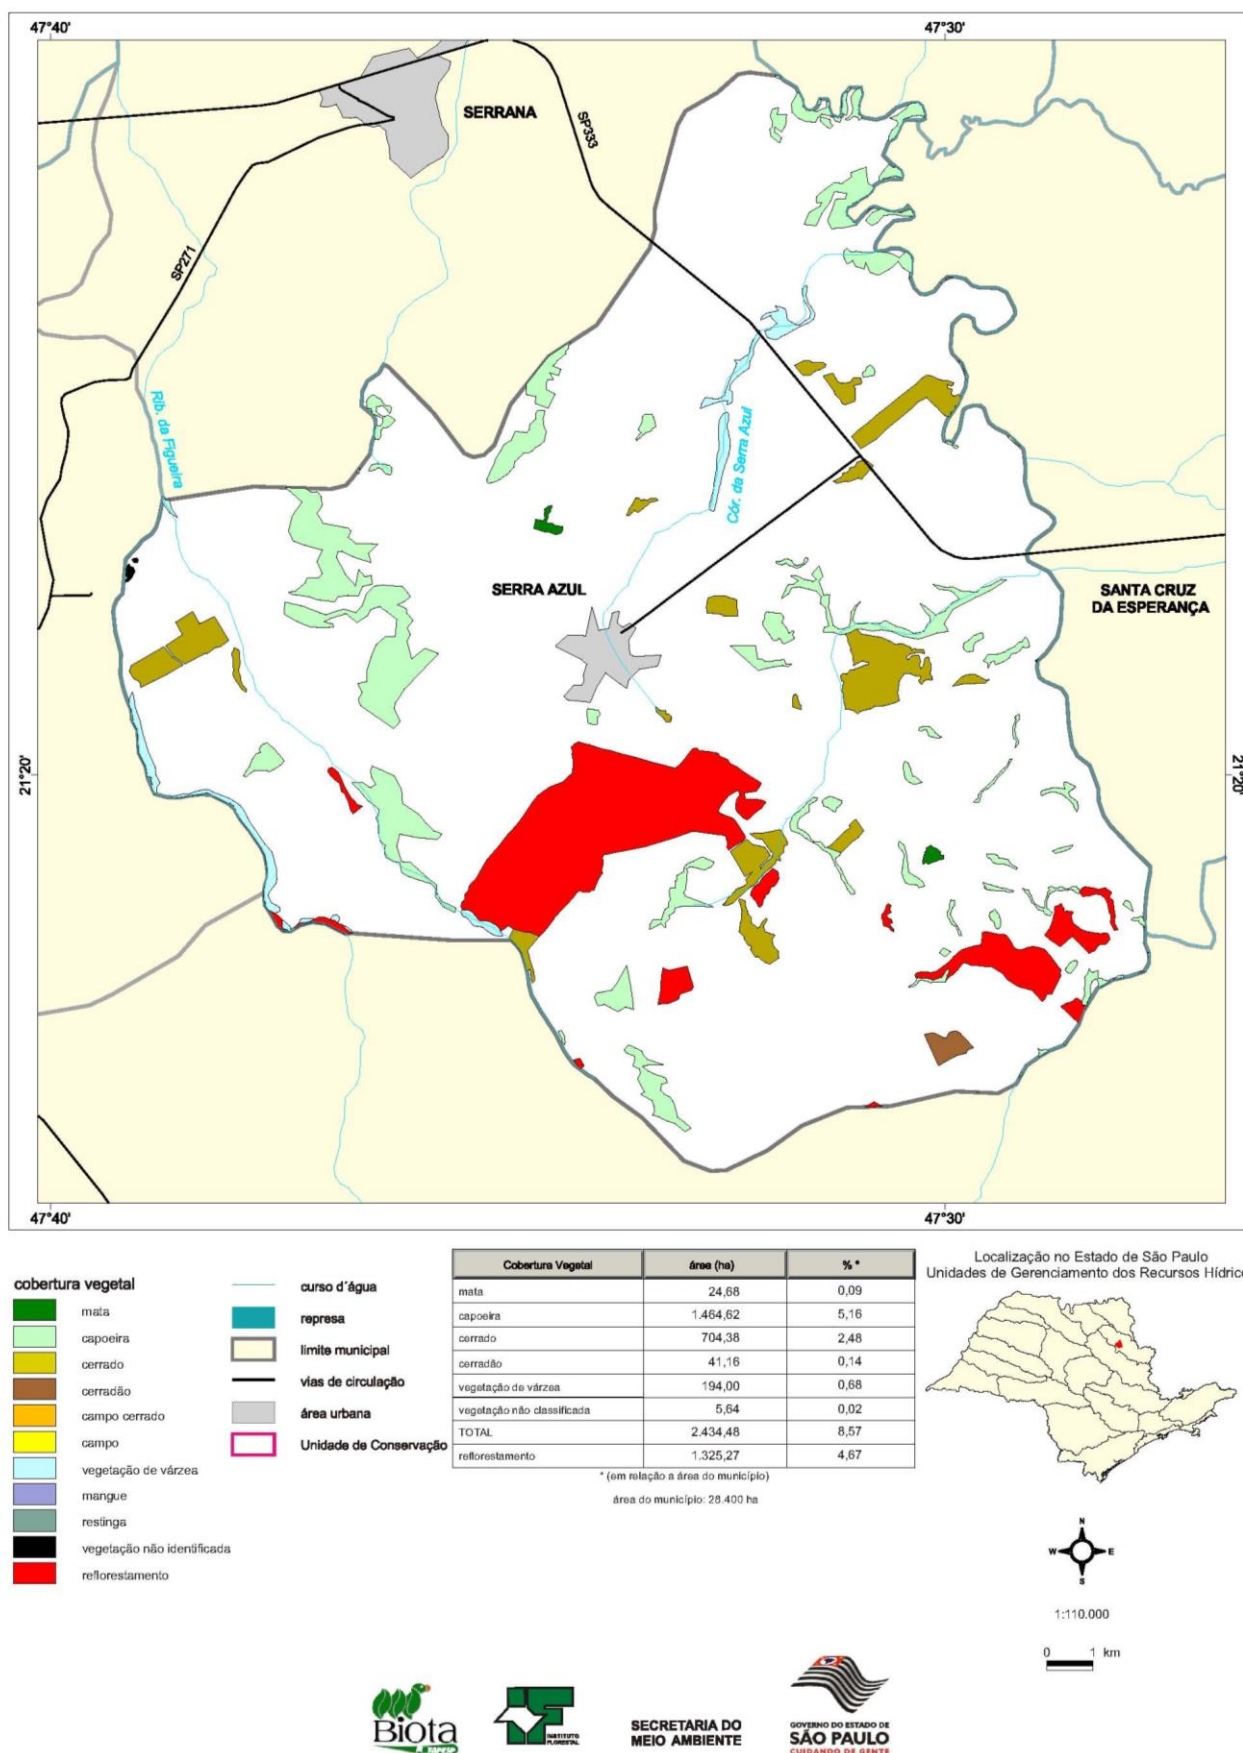 47°40'
47°30'
SERRANA
SP333
SP271
Rib. da Figueira
Cór. da Serra Azul
SERRA AZUL
SANTA CRUZ
DA ESPERANÇA
21°20'
21°20'
47°40'
47°30'
cobertura vegetal
mata
capoeira
cerrado
cerradão
campo cerrado
campo
vegetação de várzea
mangue
restinga
vegetação não identificada
reflorestamento
curso d´água
represa
limite municipal
vias de circulação
área urbana
Unidade de Conservação
Cobertura Vegetal área (ha) % *
mata 24,68 0,09
capoeira 1.464,62 5,16
cerrado 704,38 2,48
cerradão 41,16 0,14
vegetação de várzea 194,00 0,68
vegetação não classificada 5,64 0,02
TOTAL 2.434,48 8,57
reflorestamento 1.325,27 4,67
* (em relação a área do município)
área do município: 28.400 ha
Localização no Estado de São Paulo
Unidades de Gerenciamento dos Recursos Hídric
N
W E
S
1:110.000
0 1 km
Biota
INSTITUTO
FLORESTAL
SECRETARIA DO
MEIO AMBIENTE
GOVERNO DO ESTADO DE
SÃO PAULO
CUIDANDO DE GENTE